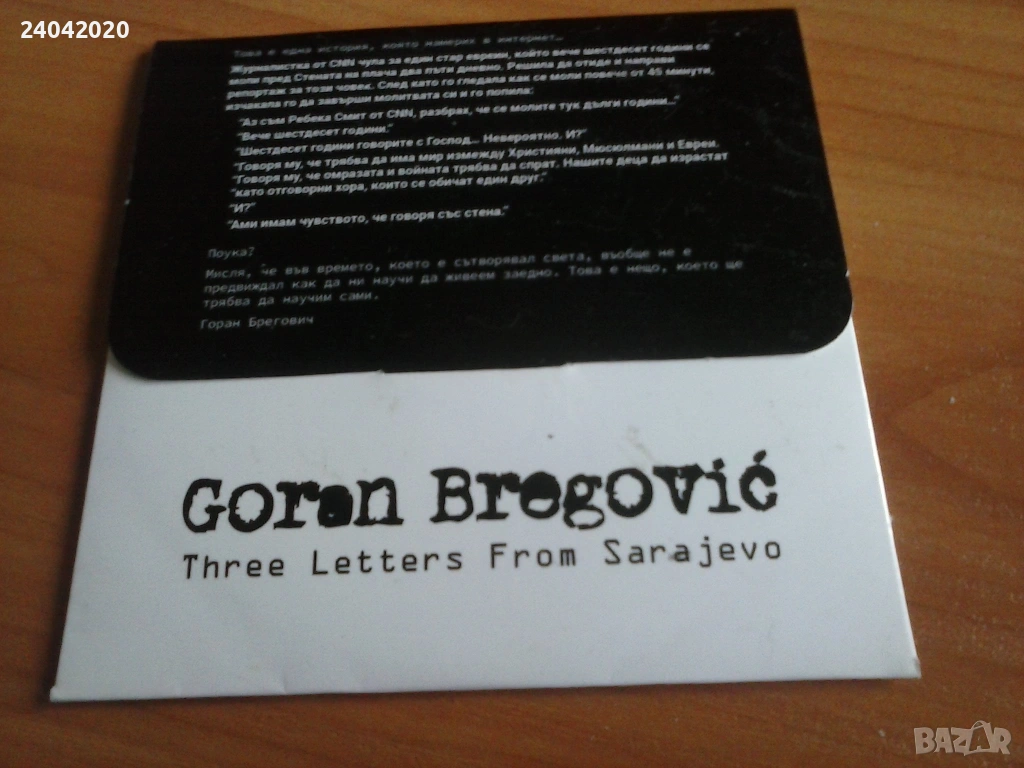 24042020
Това е една история, която намерих в интернет…
Журналистка от CNN чула за един стар евреин, който вече шестдесет години се
моли пред Стената на плача два пъти дневно. Решила да отиде и направи
репортаж за този човек. След като го гледала как се моли повече от 45 минути,
изчакала го да завърши молитвата си и го попила:
"Аз съм Ребека Смит от CNN, разбрах, че се молите тук дълги години..."
"Вече шестдесет години."
"Шестдесет години говорите с Господ... Невероятно. И?"
"Говоря му, че трябва да има мир измежду Християни, Мюсюлмани и Евреи.
"Говоря му, че омразата и войната трябва да спрат. Нашите деца да израстат
"като отговорни хора, които се обичат един друг."
"И?"
"Ами имам чувството, че говоря със стена."
Поука?
Мисля, че във времето, което е сътворявал света, въобще не е
предвиждал как да ни научи да живеем заедно. Това е нещо, което ще
трябва да научим сами.
Горан Брегович
Goran Bregović
Three Letters From Sarajevo
BAZAR